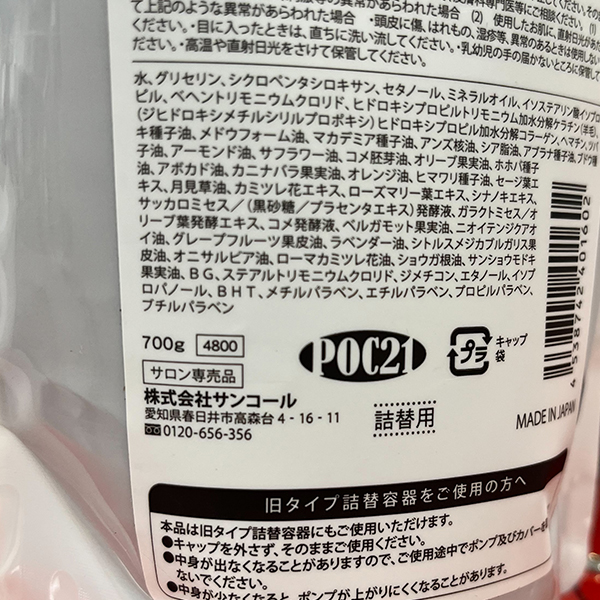 の異常があらわれた場合
て上記のような異常があらわれた場合 ・頭皮に傷、はれもの、湿疹等、異常のあるときは使用しない
ださい。・目に入ったときは、直ちに洗い流してください。・乳幼児の手の届かないところに保管して
ださい。・高温や直射日光をさけて保管してください。
水、グリセリン、シクロペンタシロキサン、セタノール、ミネラルオイル、イソステアリン酸イソプロ
ピル、ベヘントリモニウムクロリド、ヒドロキシプロピルトリモニウム加水分解ケラチン(羊毛)、
(ジヒドロキシメチルシリルプロポキシ)ヒドロキシプロピル加水分解コラーゲン、ヘマチン、ツバ
キ種子油、メドウフォーム油、マカデミア種子油、アンズ核油、シア脂油、アブラナ種子油、ブドウ種
子油、アーモンド油、サフラワー油、コメ胚芽油、オリーブ果実油、ホホバ種子
油、アボカド油、カニナバラ果実油、オレンジ油、ヒマワリ種子油、セージ葉エ
キス、月見草油、カミツレ花エキス、ローズマリー葉エキス、シナノキエキス、
サッカロミセス／(黒砂糖／プラセンタエキス)発酵液、ガラクトミセス／オ
リーブ葉発酵エキス、コメ発酵液、ベルガモット果実油、ニオイテンジクアオ
イ油、グレープフルーツ果皮油、ラベンダー油、シトルスメジカブルガリス果
皮油、オニサルビア油、ローマカミツレ花油、ショウガ根油、サンショウモドキ
果実油、ＢＧ、ステアルトリモニウムクロリド、ジメチコン、エタノール、イソプ
ロパノール、ＢＨＴ、メチルパラベン、エチルパラベン、プロピルパラベン、
ブチルパラベン
700g 4800
サロン専売品
POC21
プラ
キャップ
袋
株式会社サンコール
愛知県春日井市高森台4-16-11
☎0120-656-356
詰替用
MADE IN JAPAN
4538742401602
旧タイプ詰替容器をご使用の方へ
本品は旧タイプ詰替容器にもご使用いただけます。
●キャップを外さず、そのままご使用ください。
●中身が出なくなることがありますので、ご使用途中でポンプ及びカバーを
ないでください。
●中身が少なくなると、ポンプが上がりにくくなることがあります。